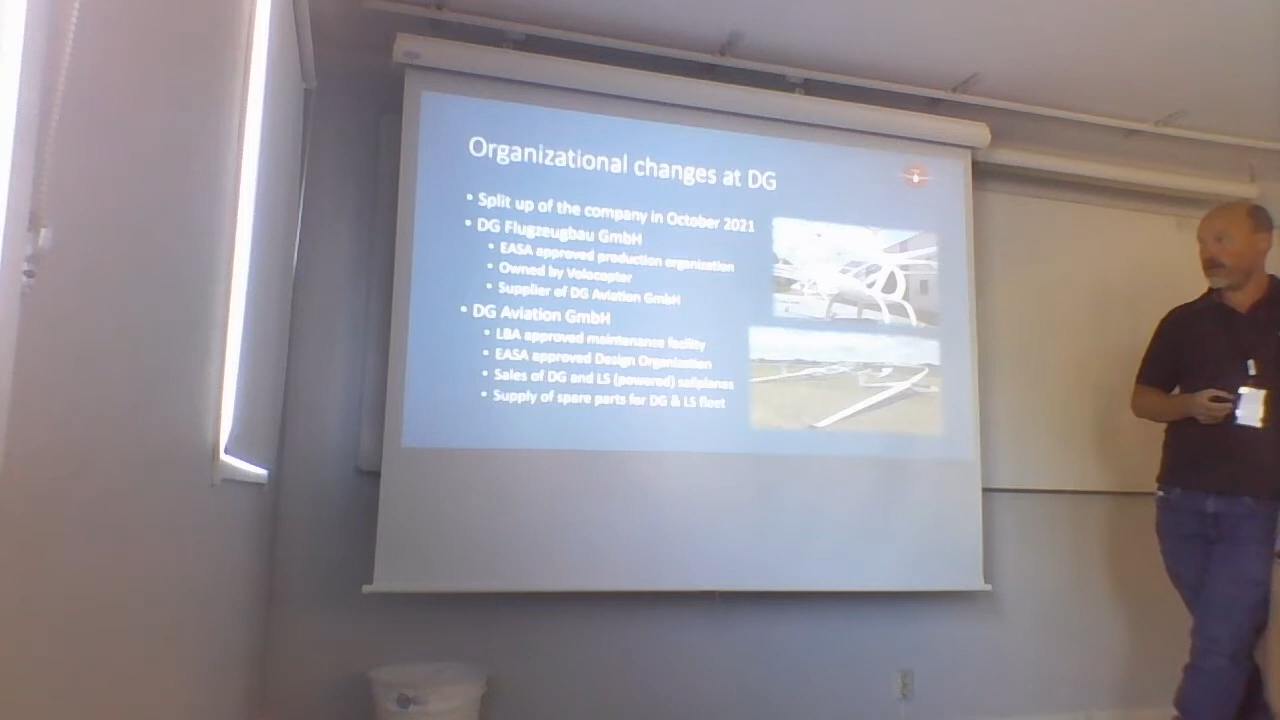 Organizational changes at DG
• Split up of the company in October 2021
• DG Flugzeugbau GmbH
• EASA approved production organization
• Owned by Volocopter
• Supplier of DG Aviation GmbH
• DG Aviation GmbH
• LBA approved maintenance facility
• EASA approved Design Organization
• Sales of DG and LS (powered) sailplanes
• Supply of spare parts for DG & LS fleet